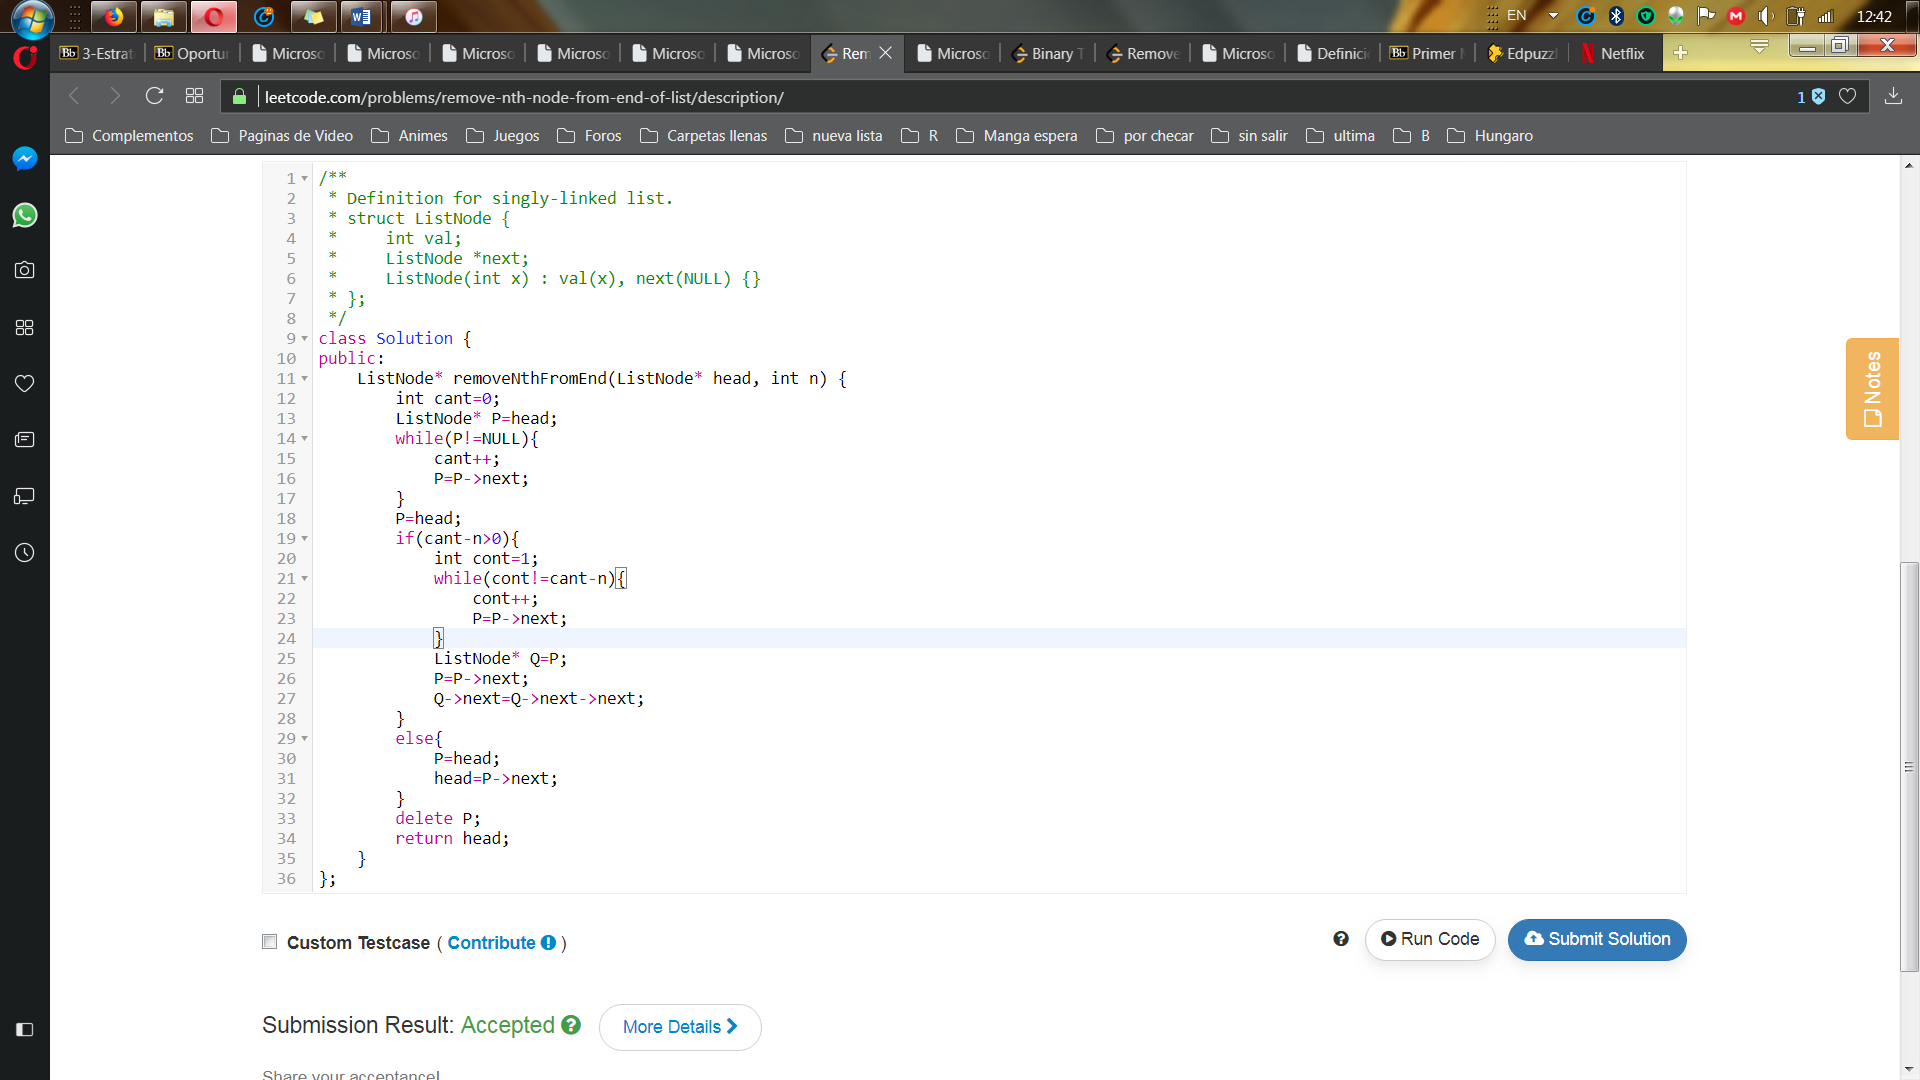 EN 12:42
3-Estrat Oportur Microso Microso Microso Microso Microso Microso Rem Microso Binary T Remove Microso Definici Primer Edpuzzl Netflix
leetcode.com/problems/remove-nth-node-from-end-of-list/description/ 1
Complementos Paginas de Video Animes Juegos Foros Carpetas llenas nueva lista R Manga espera por checar sin salir ultima B Hungaro
1 /**
2 * Definition for singly-linked list.
3 * struct ListNode {
4 *     int val;
5 *     ListNode *next;
6 *     ListNode(int x) : val(x), next(NULL) {}
7 * };
8 */
9 class Solution {
10 public:
11     ListNode* removeNthFromEnd(ListNode* head, int n) {
12         int cant=0;
13         ListNode* P=head;
14         while(P!=NULL){
15             cant++;
16             P=P->next;
17         }
18         P=head;
19         if(cant-n>0){
20             int cont=1;
21             while(cont!=cant-n){
22                 cont++;
23                 P=P->next;
24             }
25             ListNode* Q=P;
26             P=P->next;
27             Q->next=Q->next->next;
28         }
29         else{
30             P=head;
31             head=P->next;
32         }
33         delete P;
34         return head;
35     }
36 };
Notes
Custom Testcase ( Contribute ) Run Code Submit Solution
Submission Result: Accepted More Details
Share your acceptance!